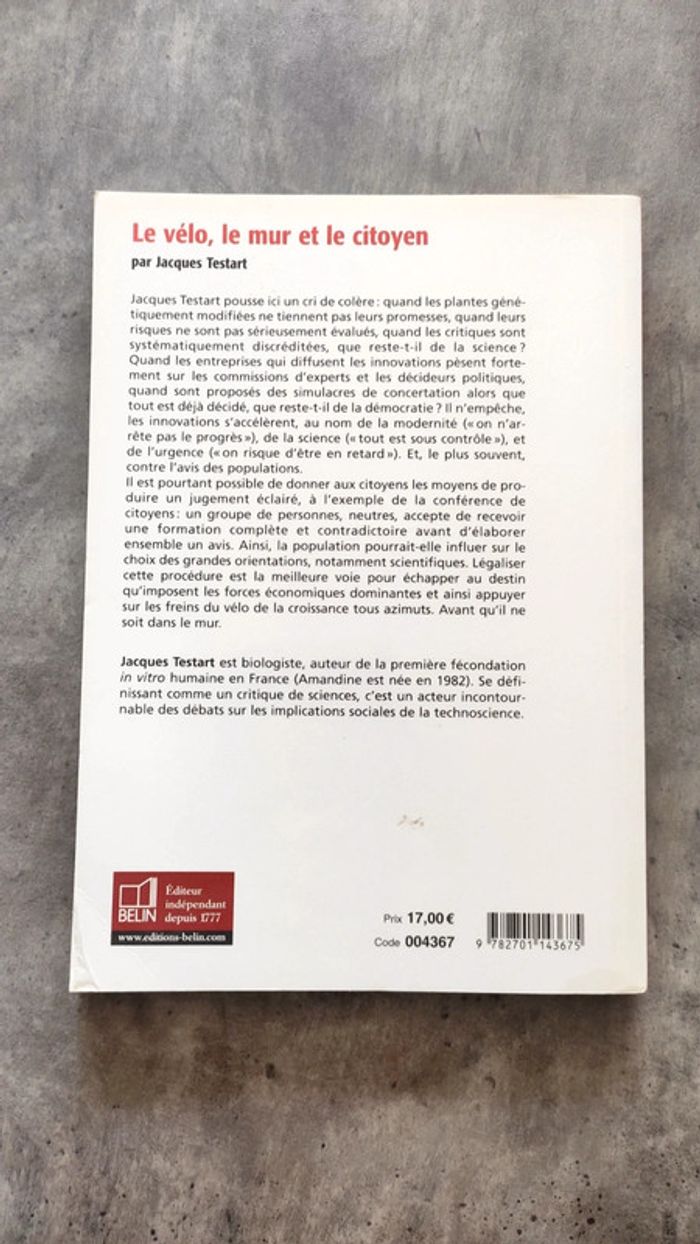 Le vélo, le mur et le citoyen
par Jacques Testart
Jacques Testart pousse ici un cri de colère : quand les plantes géné-
tiquement modifiées ne tiennent pas leurs promesses, quand leurs
risques ne sont pas sérieusement évalués, quand les critiques sont
systématiquement discréditées, que reste-t-il de la science ?
Quand les entreprises qui diffusent les innovations pèsent forte-
ment sur les commissions d'experts et les décideurs politiques,
quand sont proposés des simulacres de concertation alors que
tout est déjà décidé, que reste-t-il de la démocratie ? Il n'empêche,
les innovations s'accélèrent, au nom de la modernité (« on n'ar-
rête pas le progrès »), de la science (« tout est sous contrôle »), et
de l'urgence (« on risque d'être en retard »). Et, le plus souvent,
contre l'avis des populations.
Il est pourtant possible de donner aux citoyens les moyens de pro-
duire un jugement éclairé, à l'exemple de la conférence de
citoyens : un groupe de personnes, neutres, accepte de recevoir
une formation complète et contradictoire avant d'élaborer
ensemble un avis. Ainsi, la population pourrait-elle influer sur le
choix des grandes orientations, notamment scientifiques. Légaliser
cette procédure est la meilleure voie pour échapper au destin
qu'imposent les forces économiques dominantes et ainsi appuyer
sur les freins du vélo de la croissance tous azimuts. Avant qu'il ne
soit dans le mur.
Jacques Testart est biologiste, auteur de la première fécondation
in vitro humaine en France (Amandine est née en 1982). Se défi-
nissant comme un critique de sciences, c'est un acteur incontour-
nable des débats sur les implications sociales de la technoscience.
BELIN
Éditeur
indépendant
depuis 1777
www.editions-belin.com
Prix 17,00 €
Code 004367
9 782701 143675